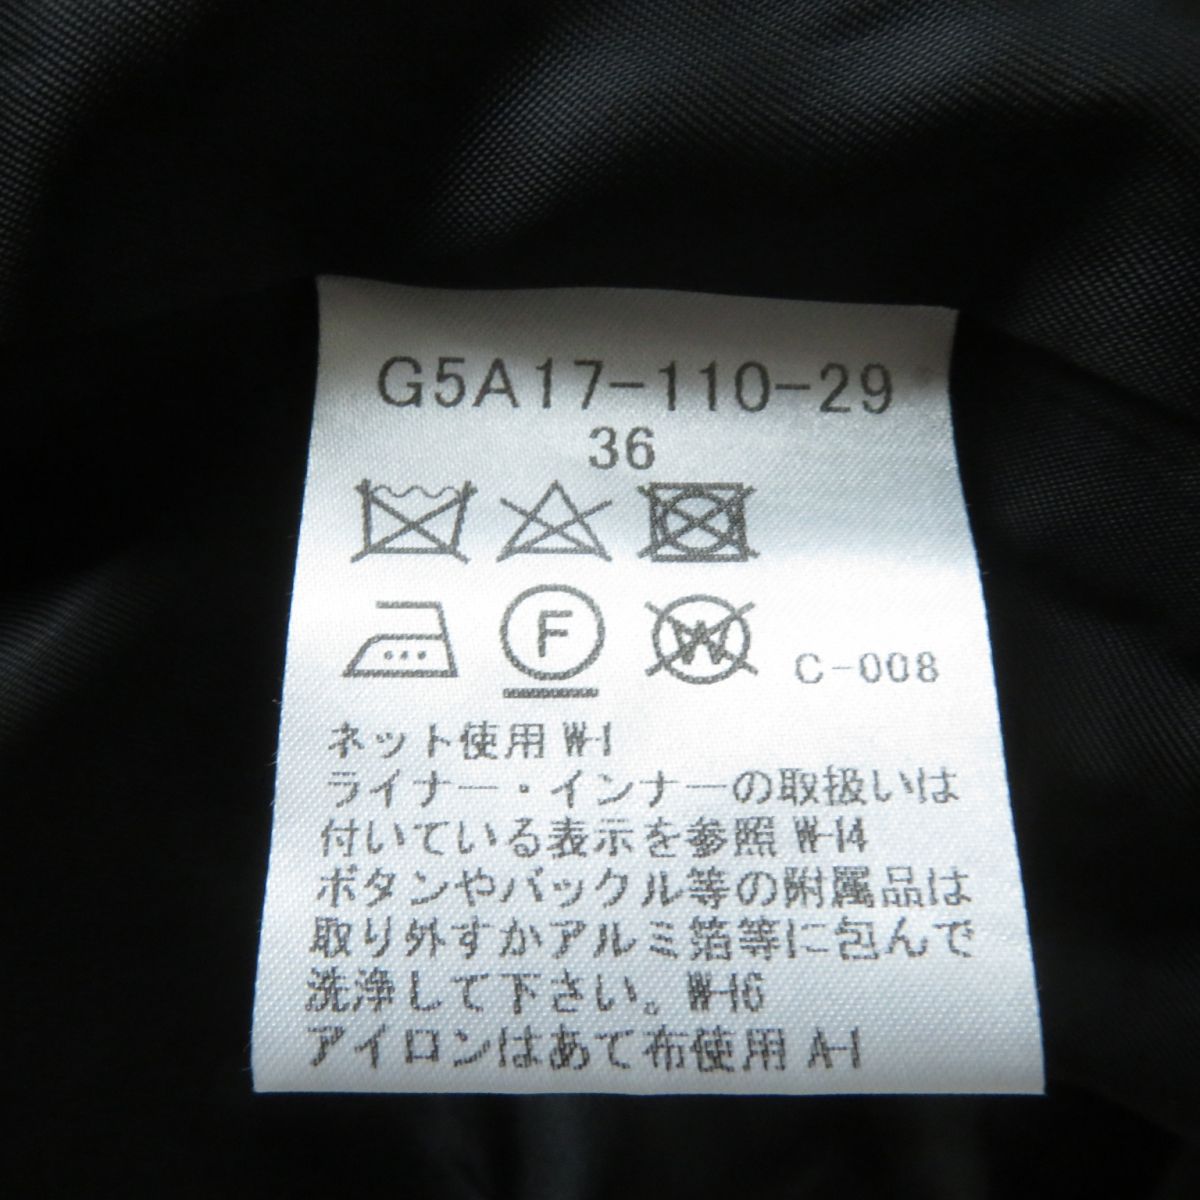 G5A17-110-29
36
F W C-008
ネット使用 W-1
ライナー・インナーの取扱いは
付いている表示を参照 W-14
ボタンやバックル等の附属品は
取り外すかアルミ箔等に包んで
洗浄して下さい。W-16
アイロンはあて布使用 A-1